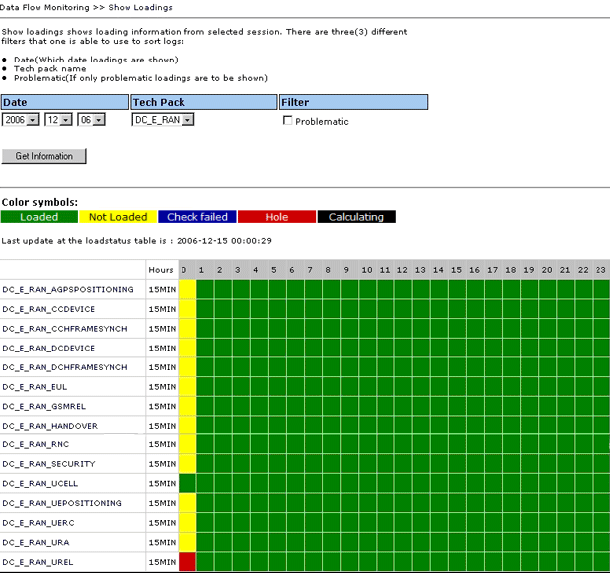 Data Flow Monitoring >> Show Loadings
Show loadings shows loading information from selected session. There are three(3) different
filters that one is able to use to sort logs:
Date(Which date loadings are shown)
Tech pack name
Problematic(If only problematic loadings are to be shown)
Date Tech Pack Filter
2006 12 06 DC_E_RAN Problematic
Get Information
Color symbols:
Loaded Not Loaded Check failed Hole Calculating
Last update at the loadstatus table is : 2006-12-15 00:00:29
Hours 0 1 2 3 4 5 6 7 8 9 10 11 12 13 14 15 16 17 18 19 20 21 22 23
DC_E_RAN_AGPSPOSITIONING 15MIN
DC_E_RAN_CCDEVICE 15MIN
DC_E_RAN_CCHFRAMESYNCH 15MIN
DC_E_RAN_DCDEVICE 15MIN
DC_E_RAN_DCHFRAMESYNCH 15MIN
DC_E_RAN_EUL 15MIN
DC_E_RAN_GSMREL 15MIN
DC_E_RAN_HANDOVER 15MIN
DC_E_RAN_RNC 15MIN
DC_E_RAN_SECURITY 15MIN
DC_E_RAN_UCELL 15MIN
DC_E_RAN_UEPOSITIONING 15MIN
DC_E_RAN_UERC 15MIN
DC_E_RAN_URA 15MIN
DC_E_RAN_UREL 15MIN